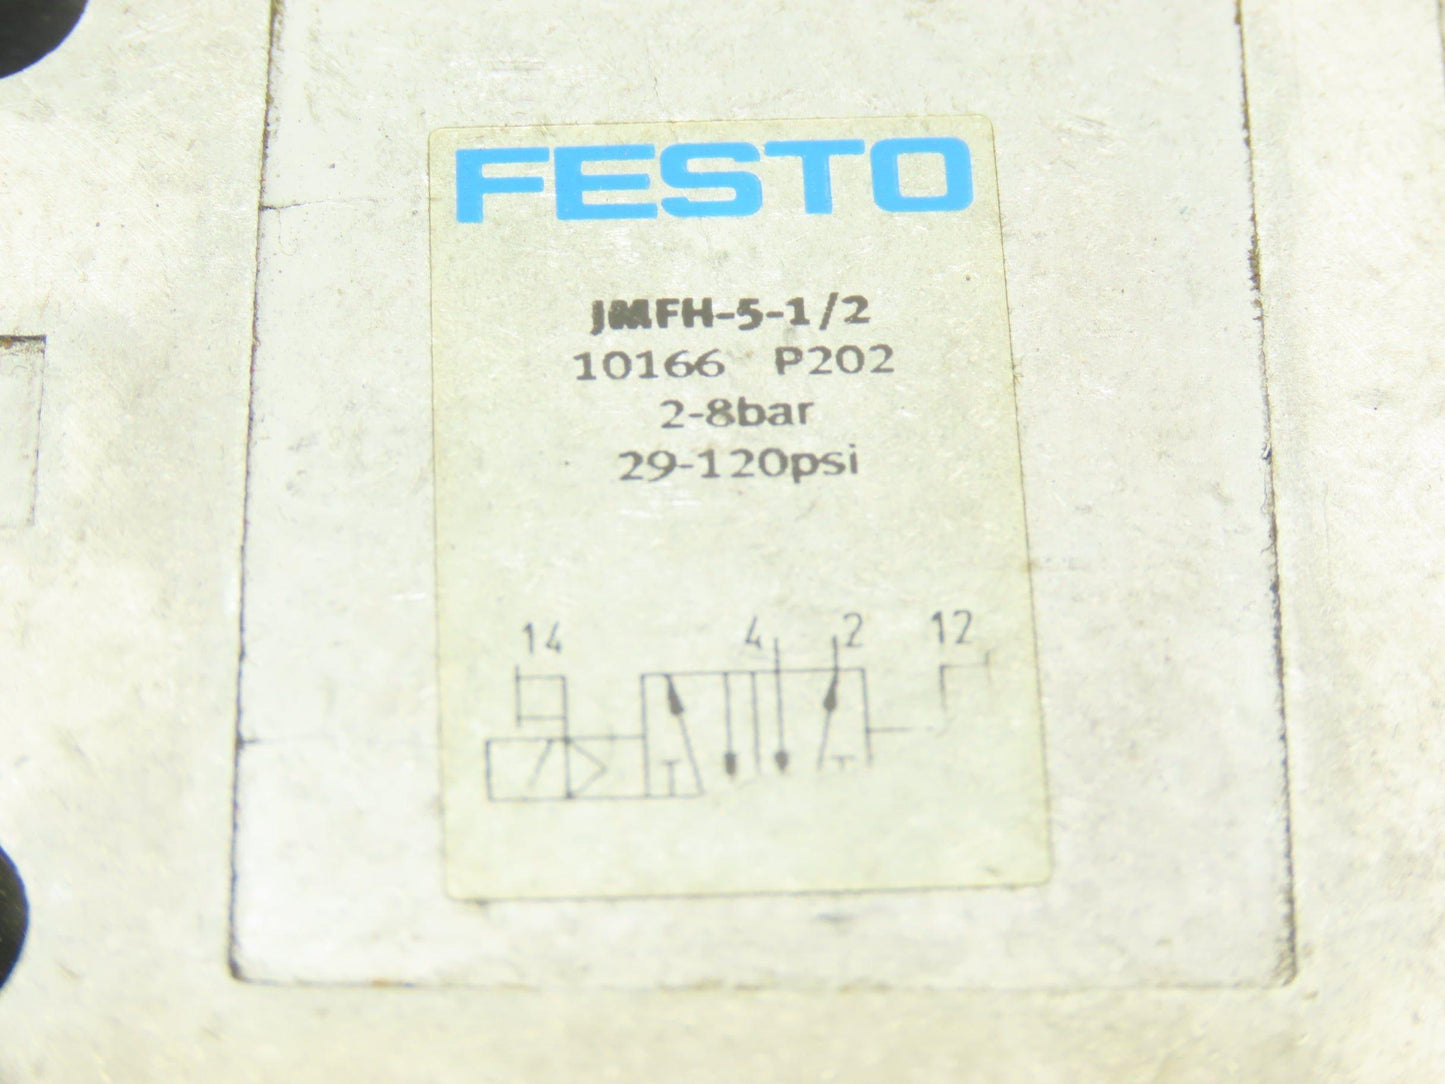 FESTO
JMFH-5-1/2
10166 P202
2-8bar
29-120psi
14 4 2 12